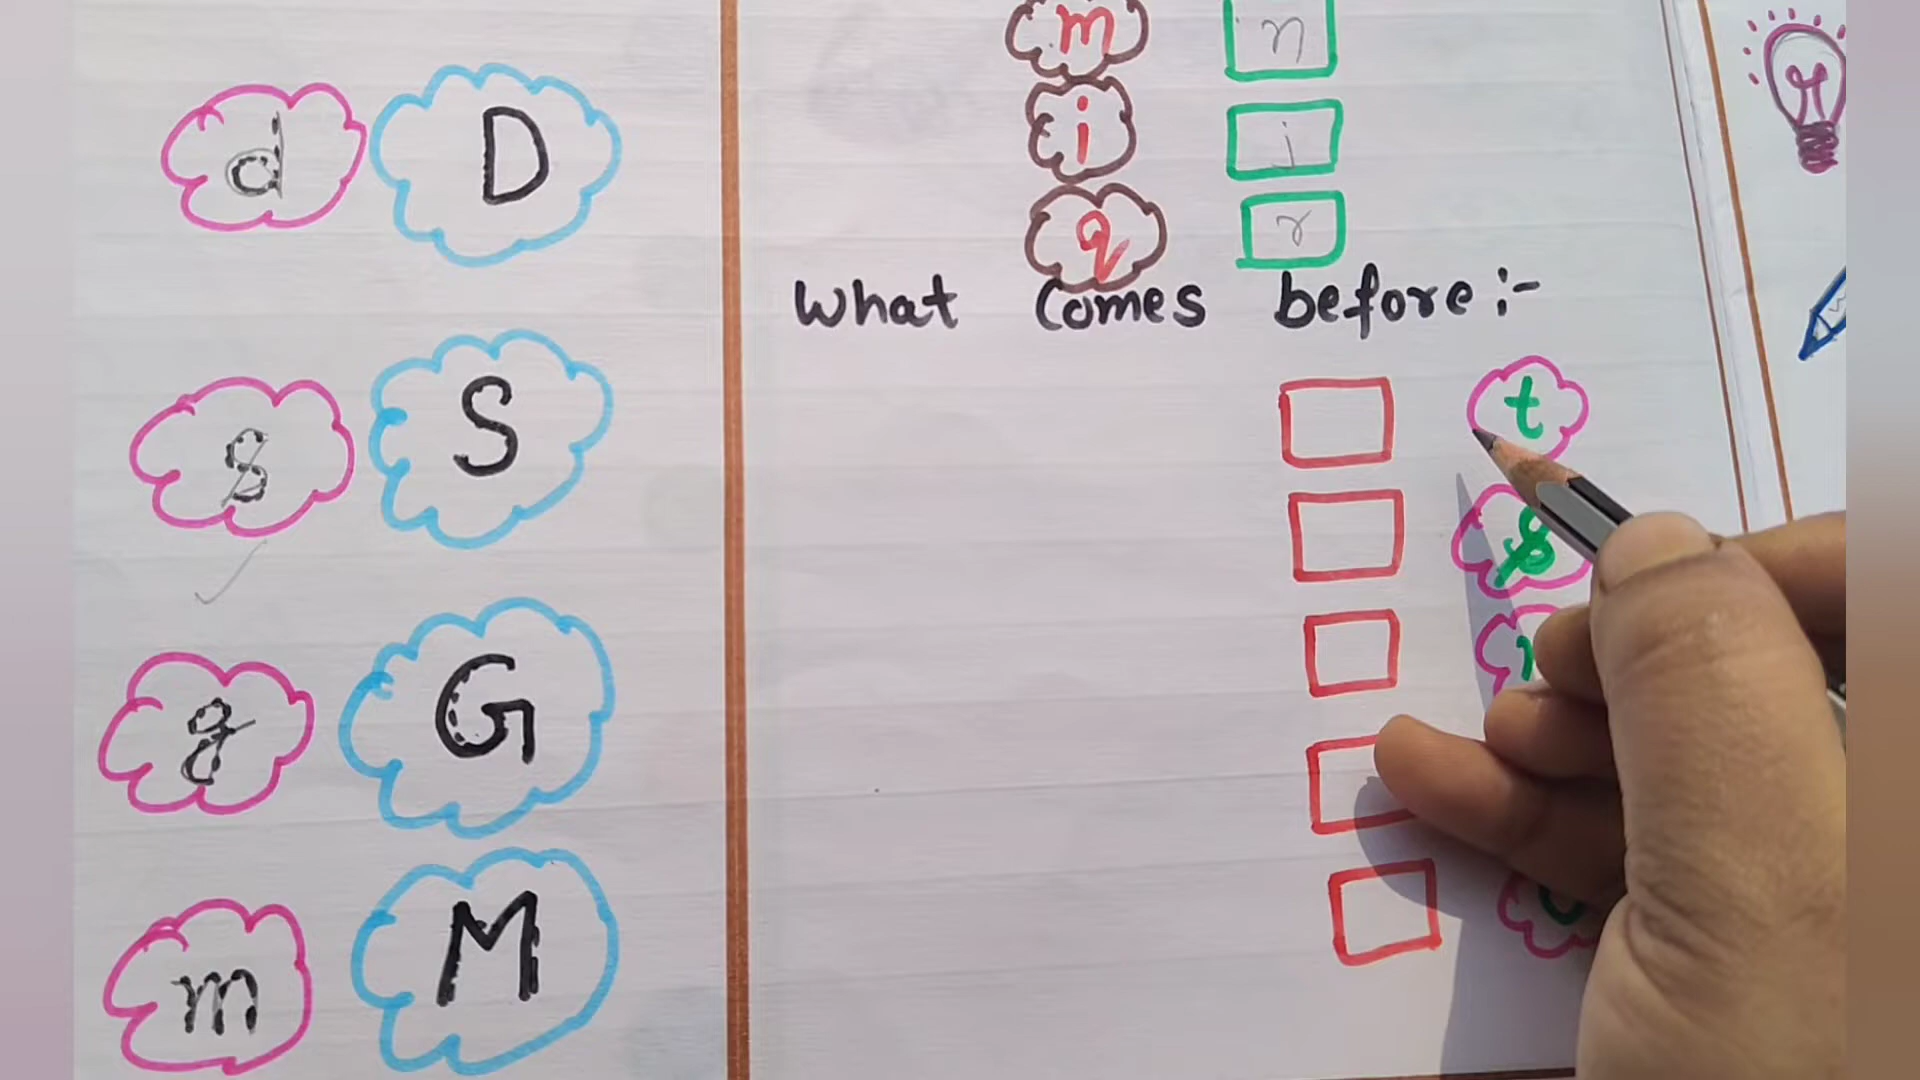 d D
s S
g G
m M
m n
i j
q r
What comes before :-
t